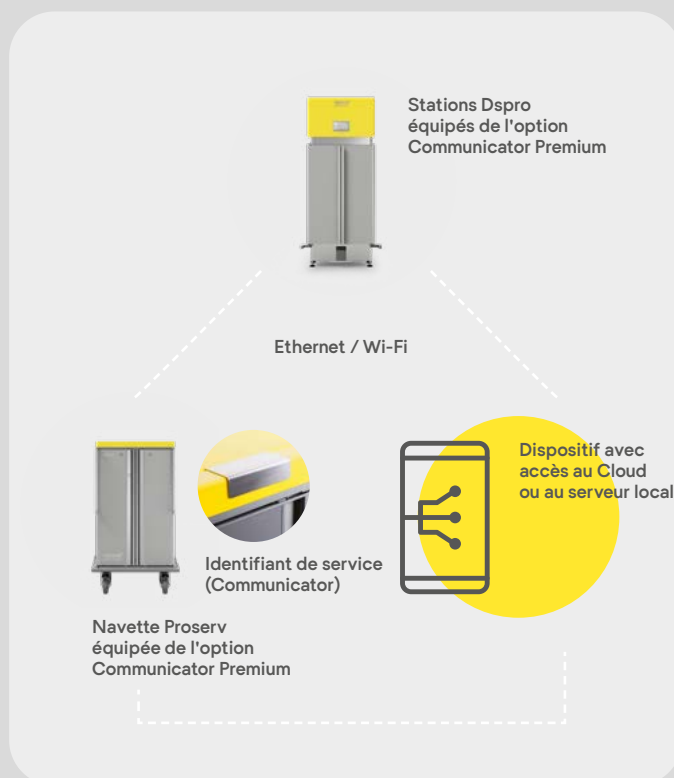 Stations Dspro
équipés de l'option
Communicator Premium
Ethernet / Wi-Fi
Dispositif avec
accès au Cloud
ou au serveur local
Identifiant de service
(Communicator)
Navette Proserv
équipée de l'option
Communicator Premium